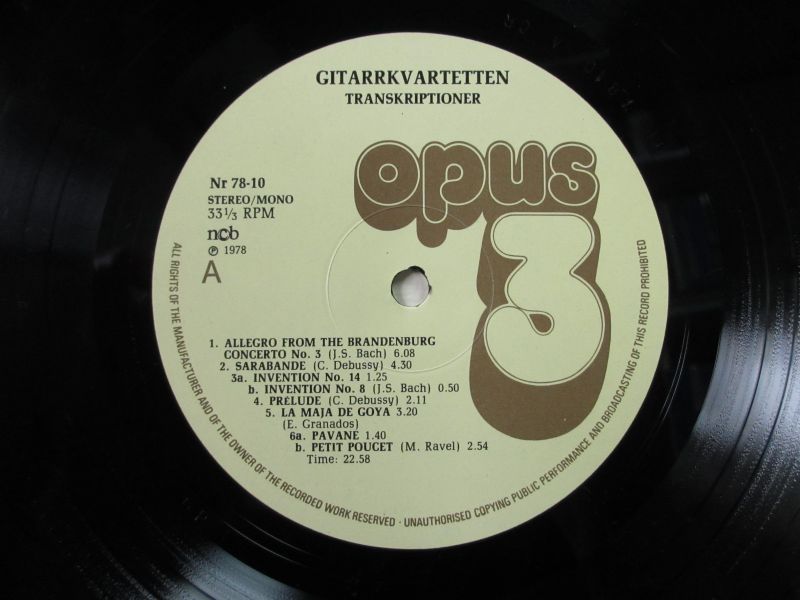 GITARRKVARTETTEN
TRANSKRIPTIONER
opus
3
Nr 78-10
STEREO/MONO
33⅓ RPM
ncb
℗ 1978
A
1. ALLEGRO FROM THE BRANDENBURG
CONCERTO No. 3 (J.S. Bach) 6.08
2. SARABANDE (C. Debussy) 4.30
3a. INVENTION No. 14 1.25
b. INVENTION No. 8 (J.S. Bach) 0.50
4. PRÉLUDE (C. Debussy) 2.11
5. LA MAJA DE GOYA 3.20
(E. Granados)
6a. PAVANE 1.40
b. PETIT POUCET (M. Ravel) 2.54
Time: 22.58
ALL RIGHTS OF THE MANUFACTURER AND OF THE OWNER OF THE RECORDED WORK RESERVED · UNAUTHORISED COPYING PUBLIC PERFORMANCE AND BROADCASTING OF THIS RECORD PROHIBITED